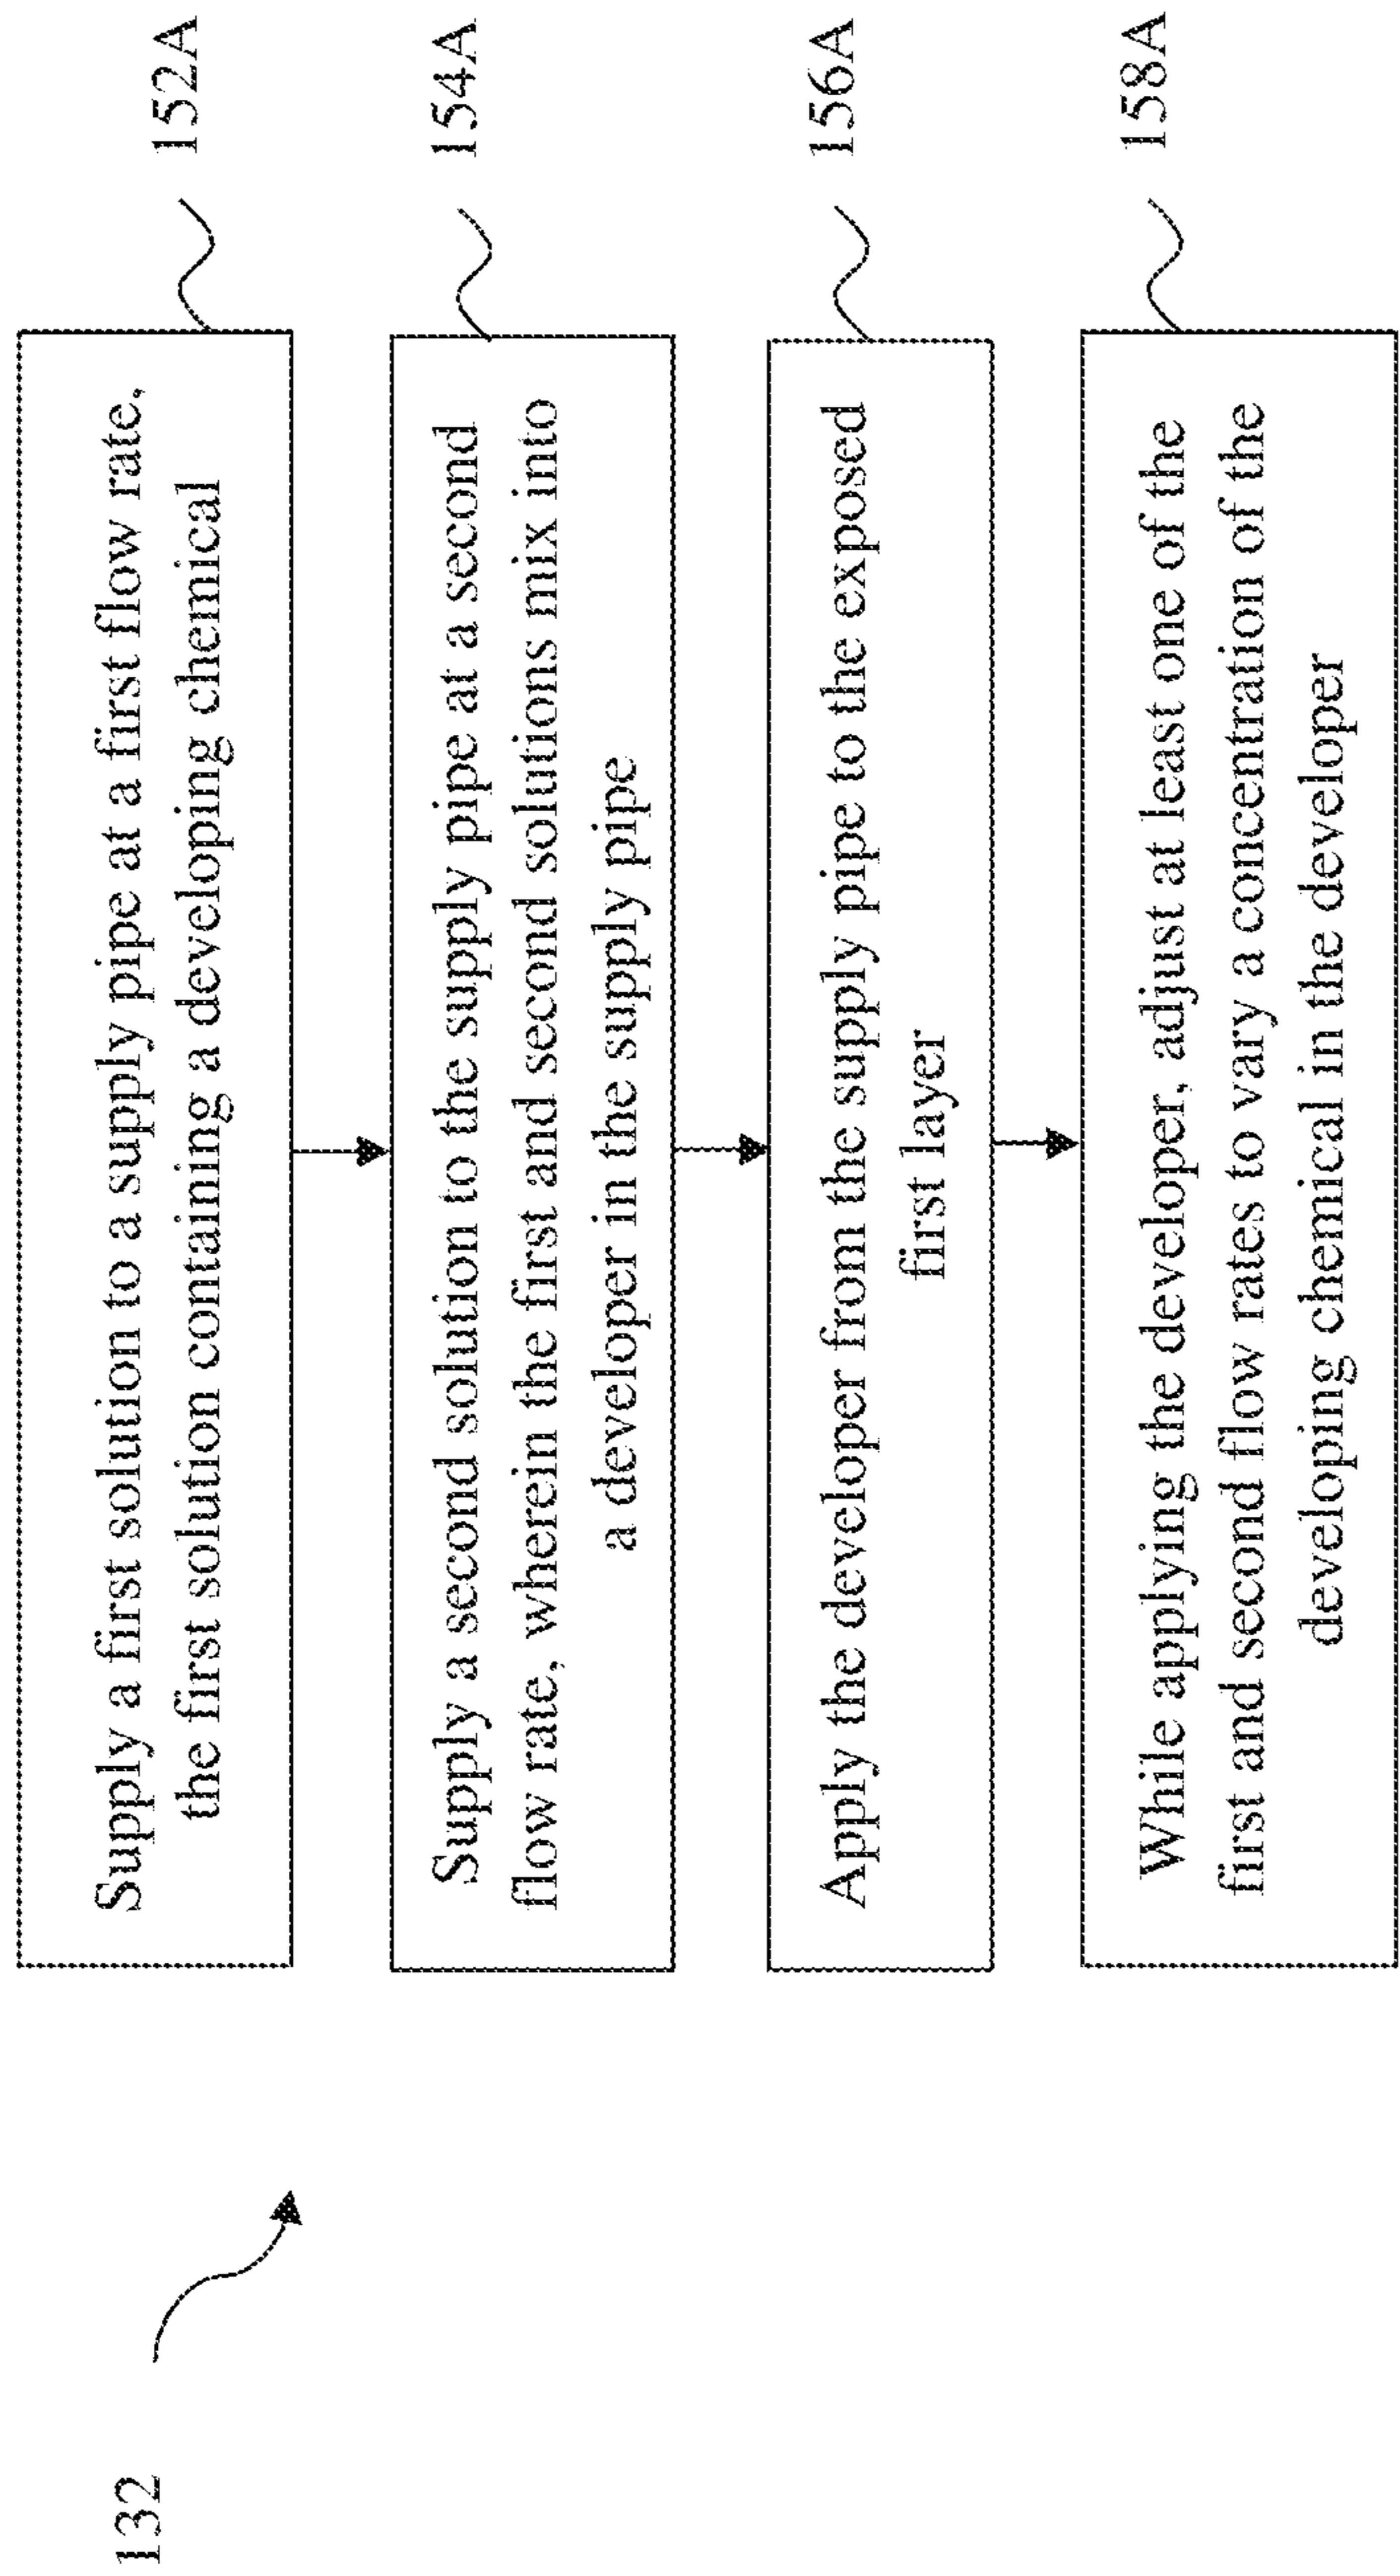 132
Supply a first solution to a supply pipe at a first flow rate,
the first solution containing a developing chemical
152A
Supply a second solution to the supply pipe at a second
flow rate, wherein the first and second solutions mix into
a developer in the supply pipe
154A
Apply the developer from the supply pipe to the exposed
first layer
156A
While applying the developer, adjust at least one of the
first and second flow rates to vary a concentration of the
developing chemical in the developer
158A